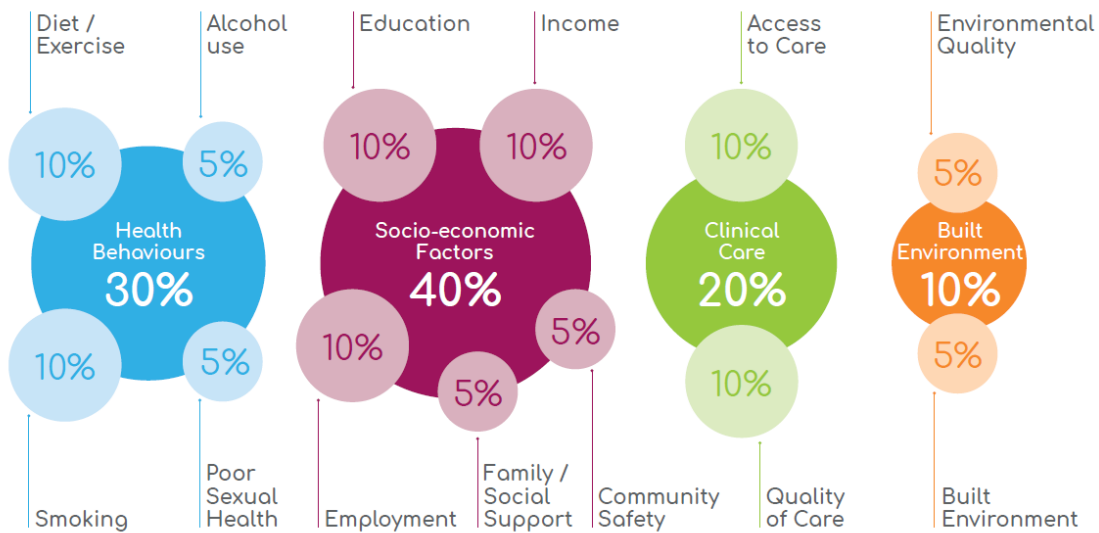 Diet /
Exercise
Alcohol
use
Education
Income
Access
to Care
Environmental
Quality
10%
5%
10%
10%
10%
5%
Health
Behaviours
30%
Socio-economic
Factors
40%
Clinical
Care
20%
Built
Environment
10%
10%
5%
10%
5%
5%
10%
5%
Smoking
Poor
Sexual
Health
Employment
Family /
Social
Support
Community
Safety
Quality
of Care
Built
Environment